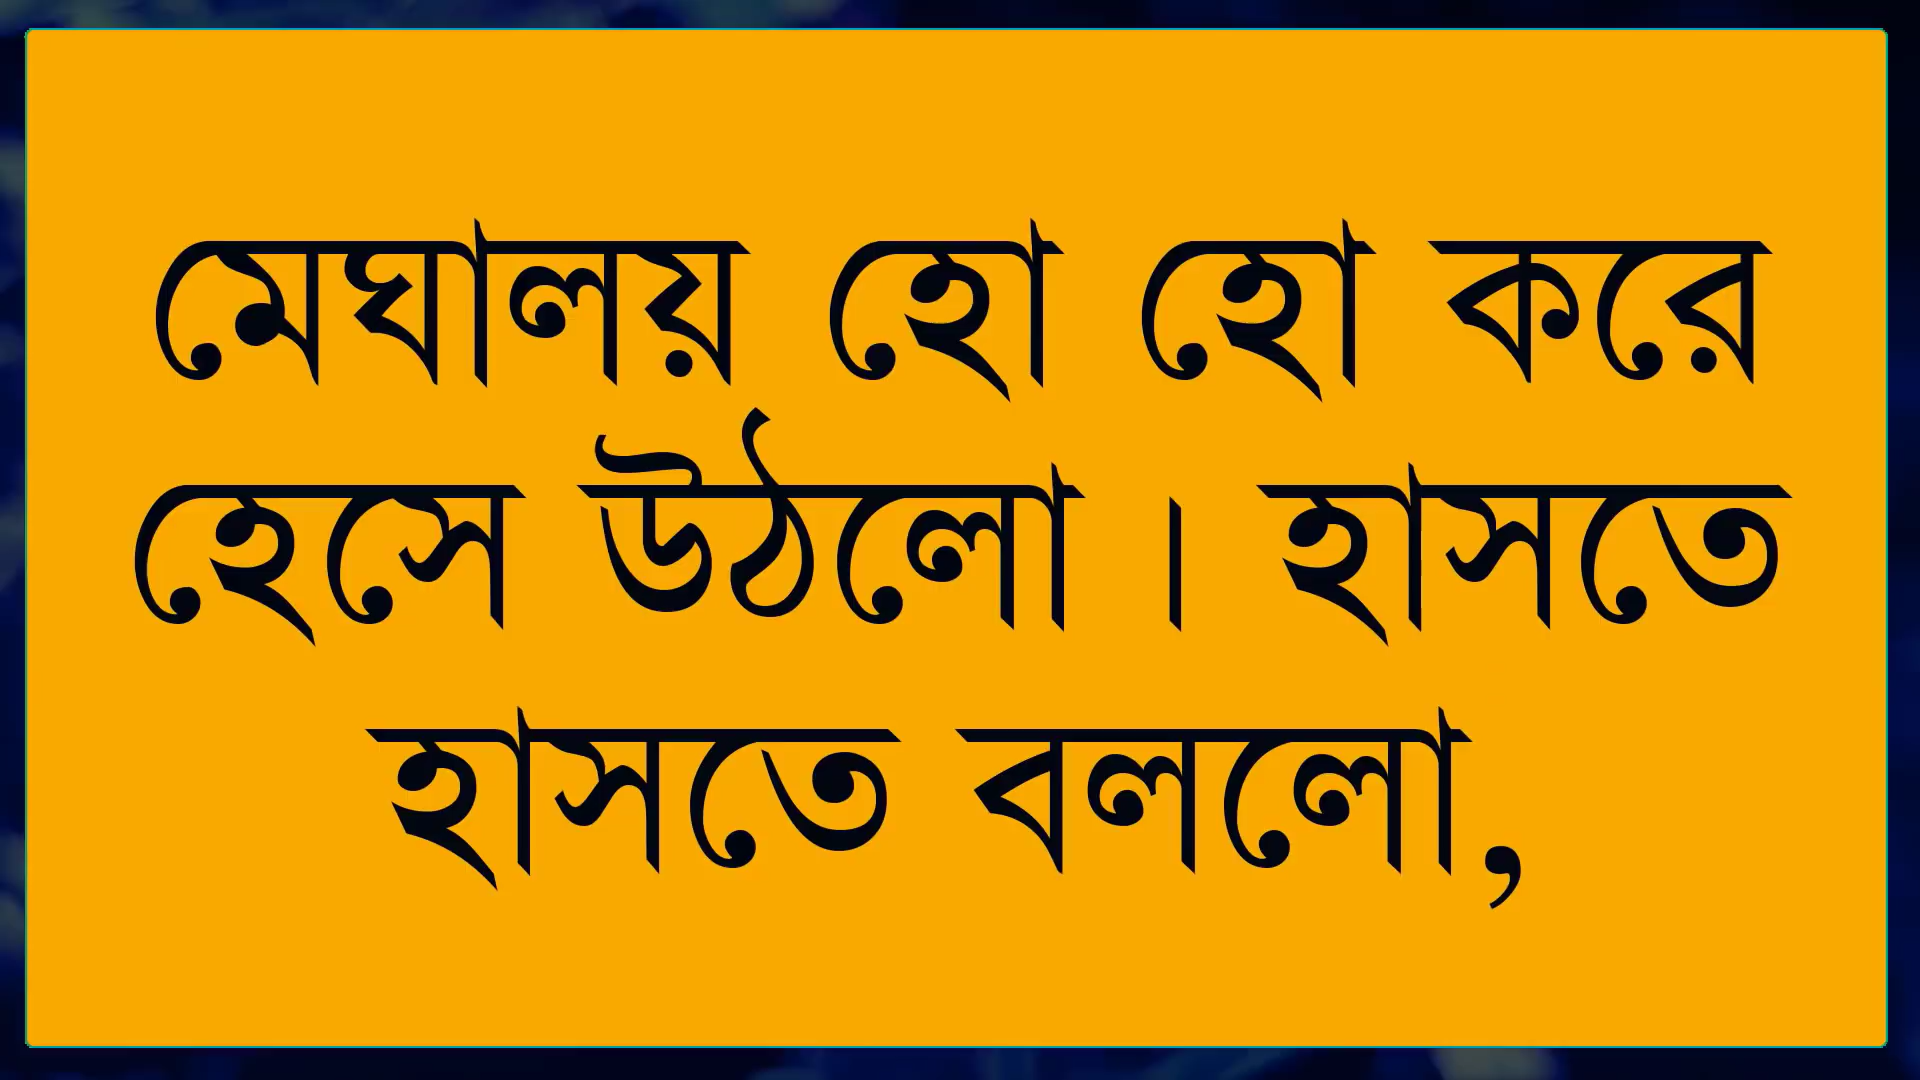 মেঘালয় হো হো করে
হেসে উঠলো । হাসতে
হাসতে বললো,